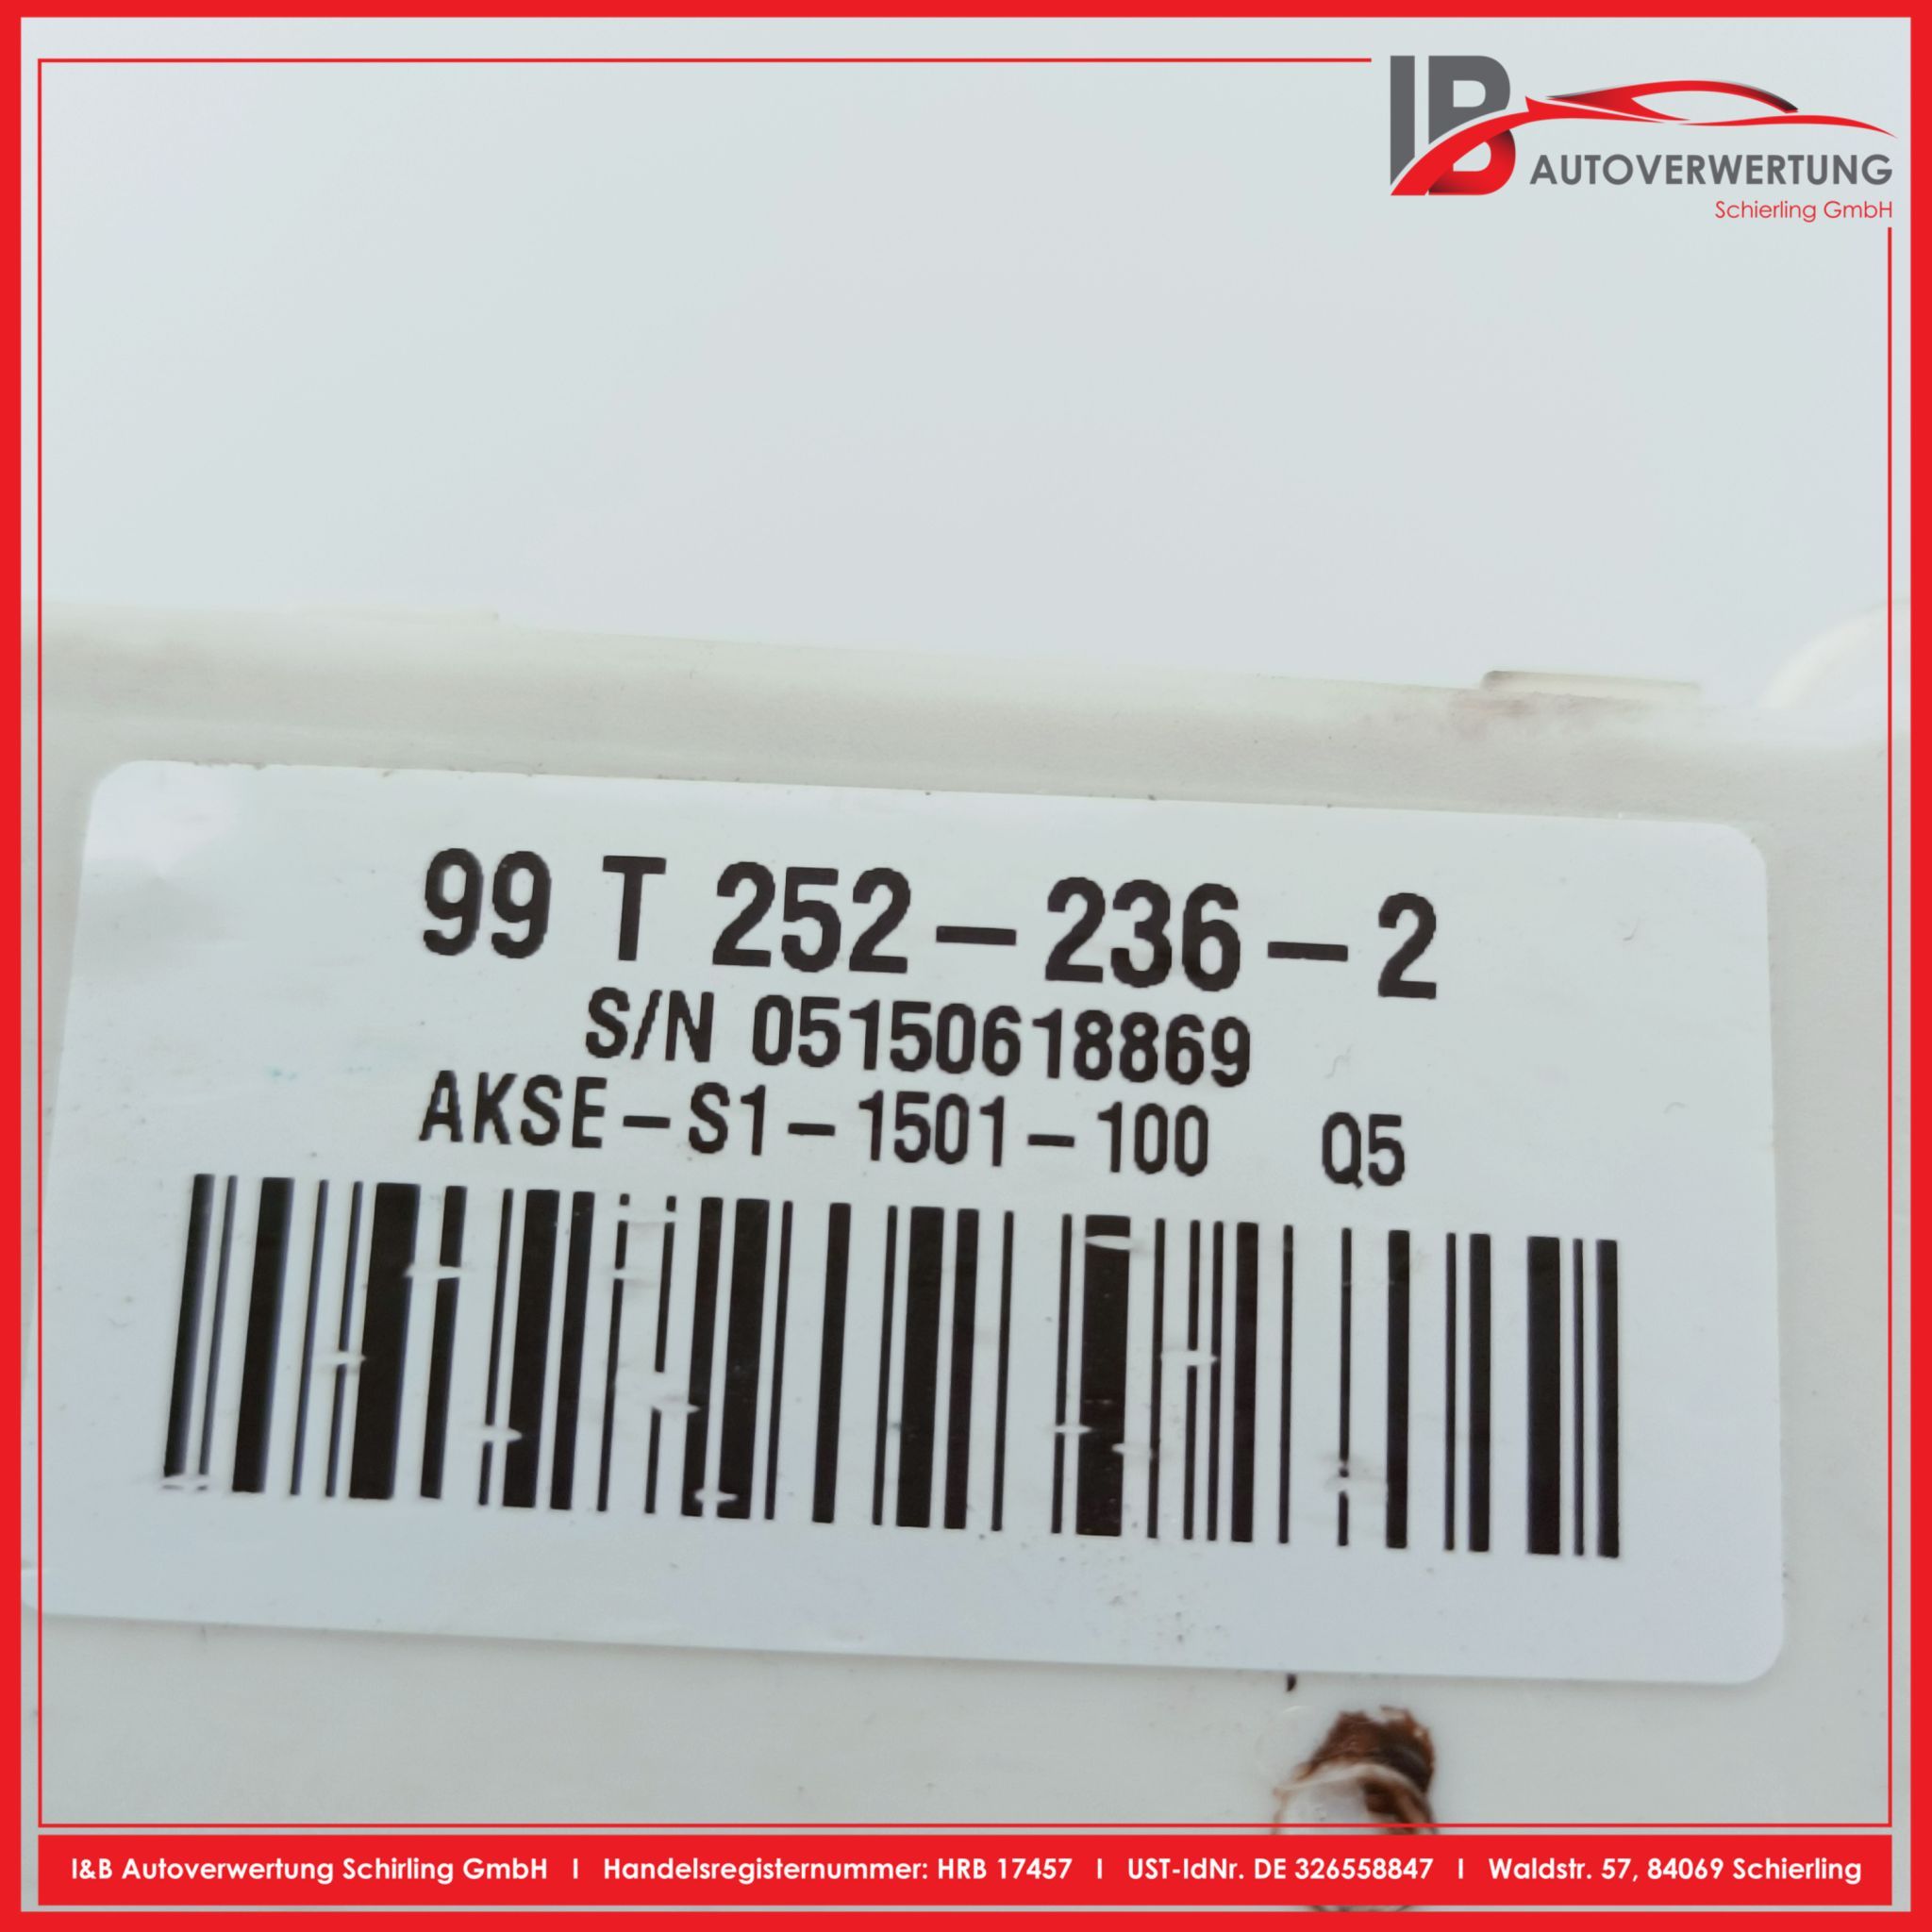 IB
AUTOVERWERTUNG
Schierling GmbH
99 T 252-236-2
S/N 05150618869
AKSE-S1-1501-100 Q5
I&B Autoverwertung Schirling GmbH I Handelsregisternummer: HRB 17457 I UST-IdNr. DE 326558847 I Waldstr. 57, 84069 Schierling